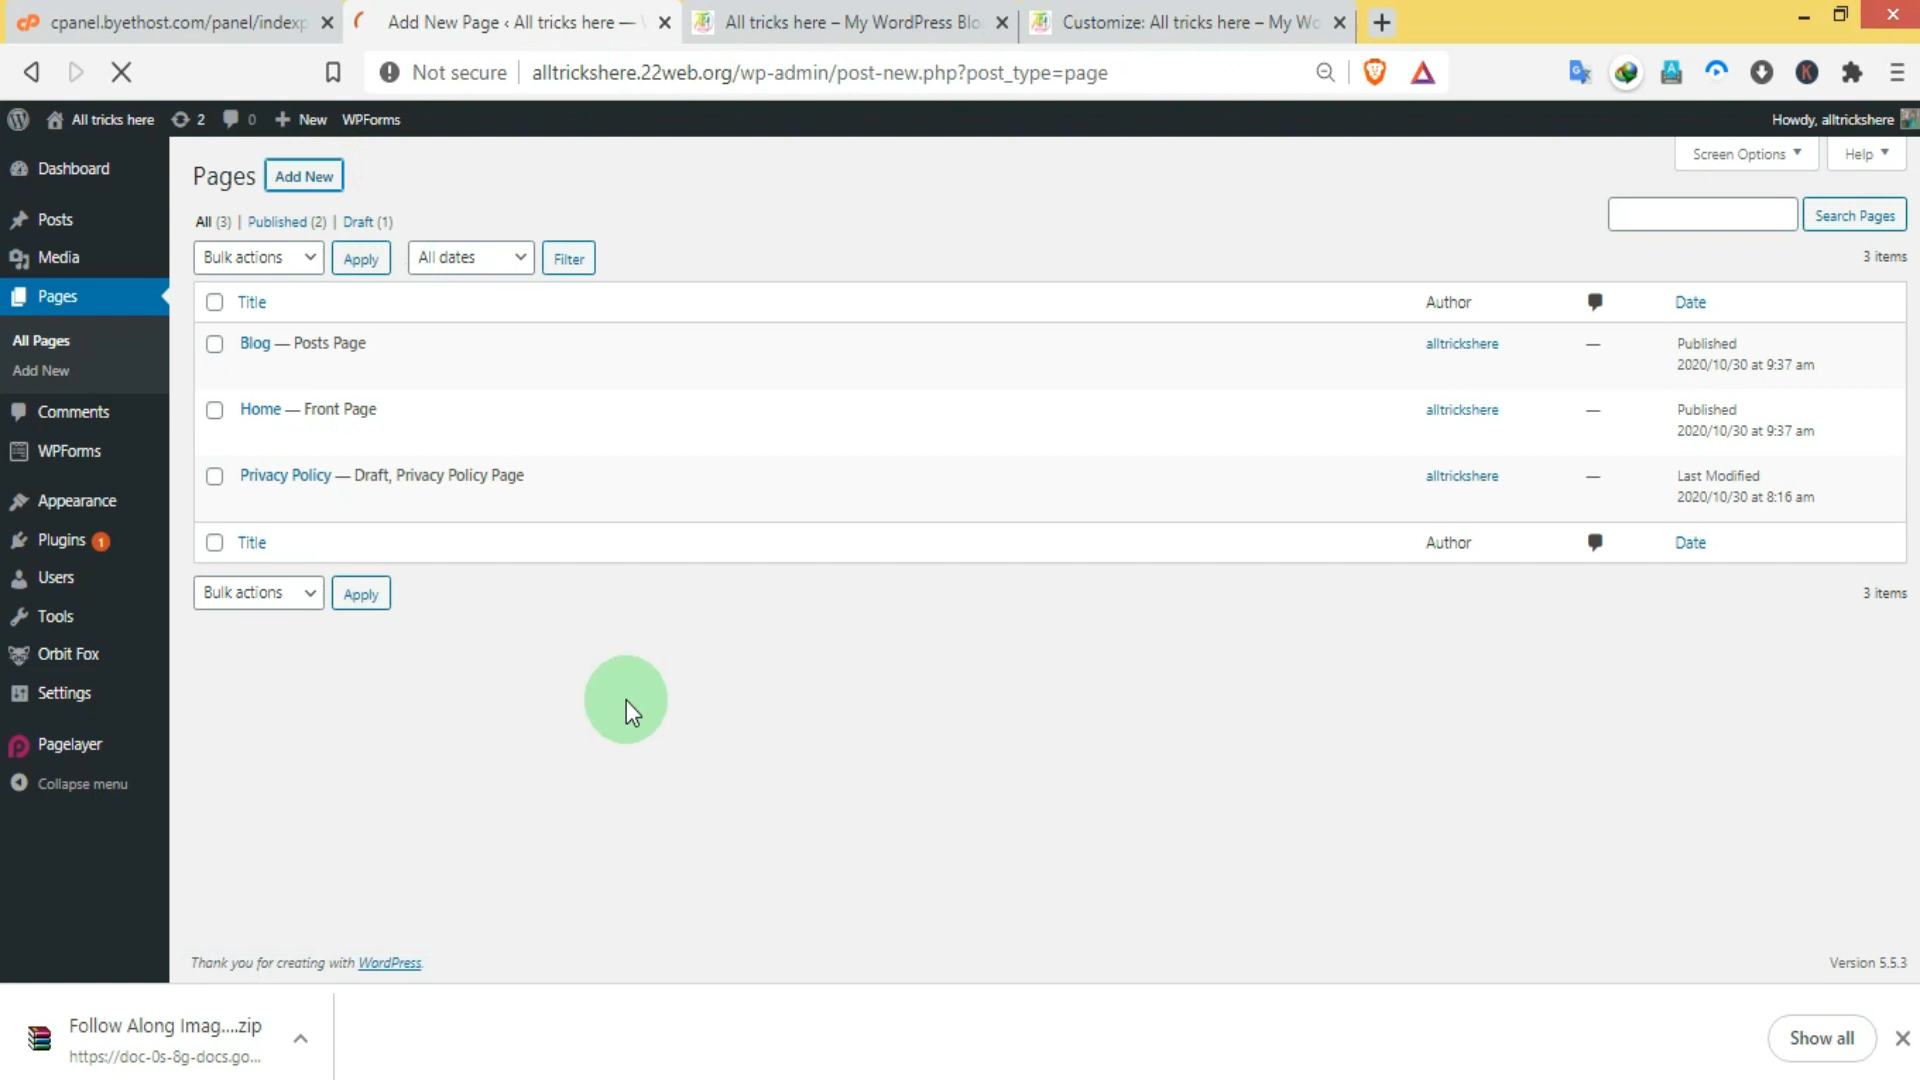 cpanel.byethost.com/panel/indexp
Add New Page ‹ All tricks here —
All tricks here – My WordPress Blo
Customize: All tricks here – My Wo
Not secure
alltrickshere.22web.org/wp-admin/post-new.php?post_type=page
All tricks here
2
0
New
WPForms
Howdy, alltrickshere
Dashboard
Posts
Media
Pages
All Pages
Add New
Comments
WPForms
Appearance
Plugins 1
Users
Tools
Orbit Fox
Settings
Pagelayer
Collapse menu
Pages
Add New
Screen Options
Help
All (3) | Published (2) | Draft (1)
Search Pages
Bulk actions
Apply
All dates
Filter
3 items
Title
Author
Date
Blog — Posts Page
alltrickshere
—
Published
2020/10/30 at 9:37 am
Home — Front Page
alltrickshere
—
Published
2020/10/30 at 9:37 am
Privacy Policy — Draft, Privacy Policy Page
alltrickshere
—
Last Modified
2020/10/30 at 8:16 am
Title
Author
Date
Bulk actions
Apply
3 items
Thank you for creating with WordPress.
Version 5.5.3
Follow Along Imag....zip
https://doc-0s-8g-docs.go...
Show all